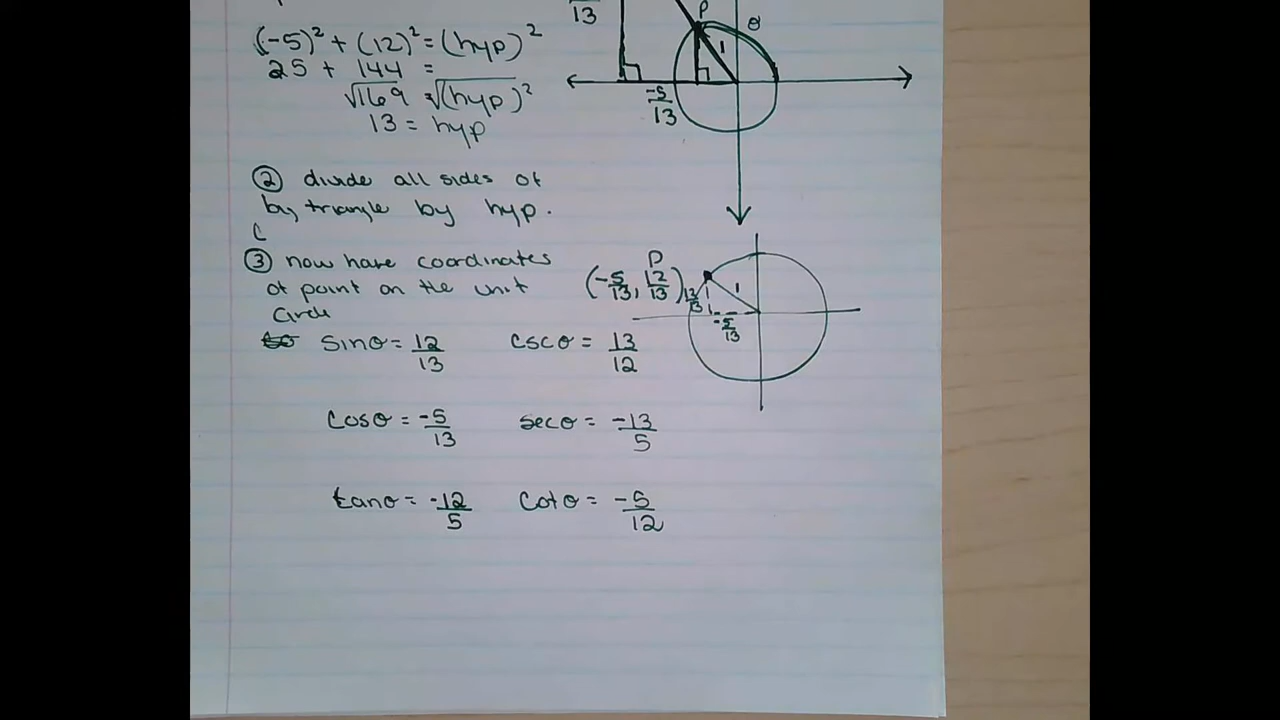 13
P
θ
1
(-5)² + (12)² = (hyp)²
25 + 144 =
√169 √(hyp)²
13 = hyp
-5/13
② divide all sides of
big triangle by hyp.
③ now have coordinates
of point on the unit
circle
P
(-5/13, 12/13)
12/13
1
-5/13
sinθ = 12/13 cscθ = 13/12
cosθ = -5/13 secθ = -13/5
tanθ = -12/5 cotθ = -5/12